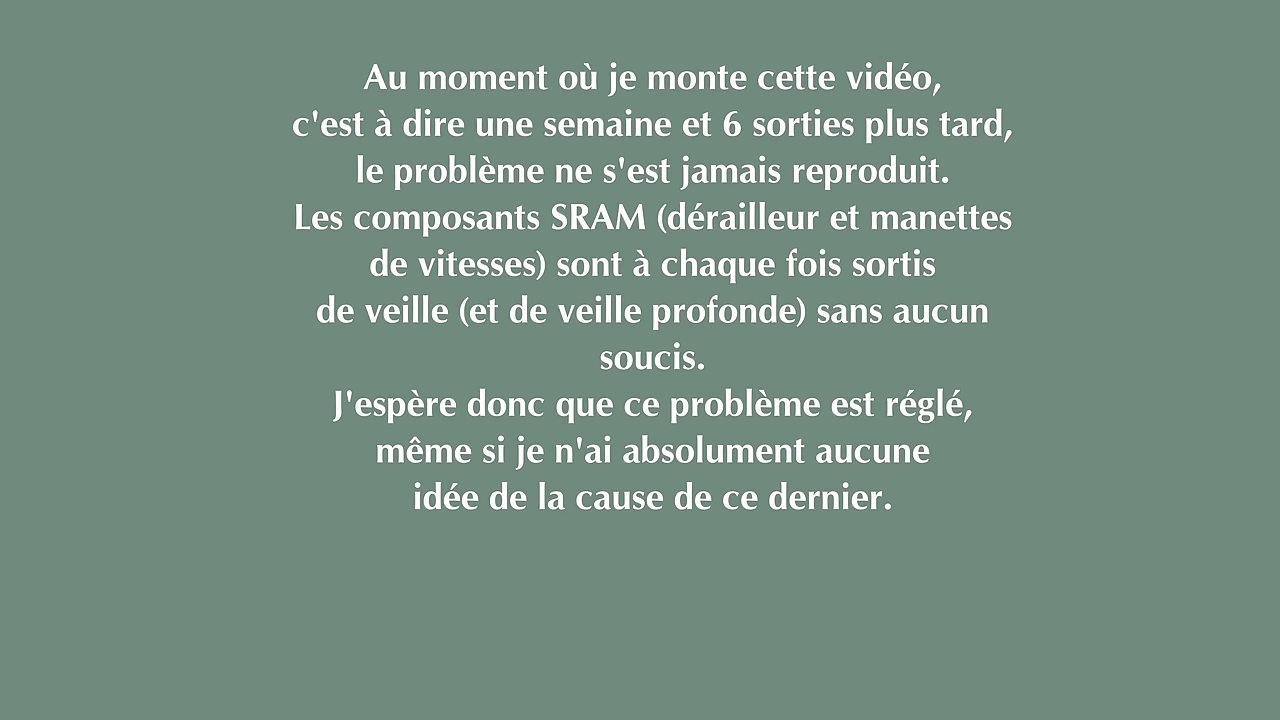 Au moment où je monte cette vidéo,
c'est à dire une semaine et 6 sorties plus tard,
le problème ne s'est jamais reproduit.
Les composants SRAM (dérailleur et manettes
de vitesses) sont à chaque fois sortis
de veille (et de veille profonde) sans aucun
soucis.
J'espère donc que ce problème est réglé,
même si je n'ai absolument aucune
idée de la cause de ce dernier.